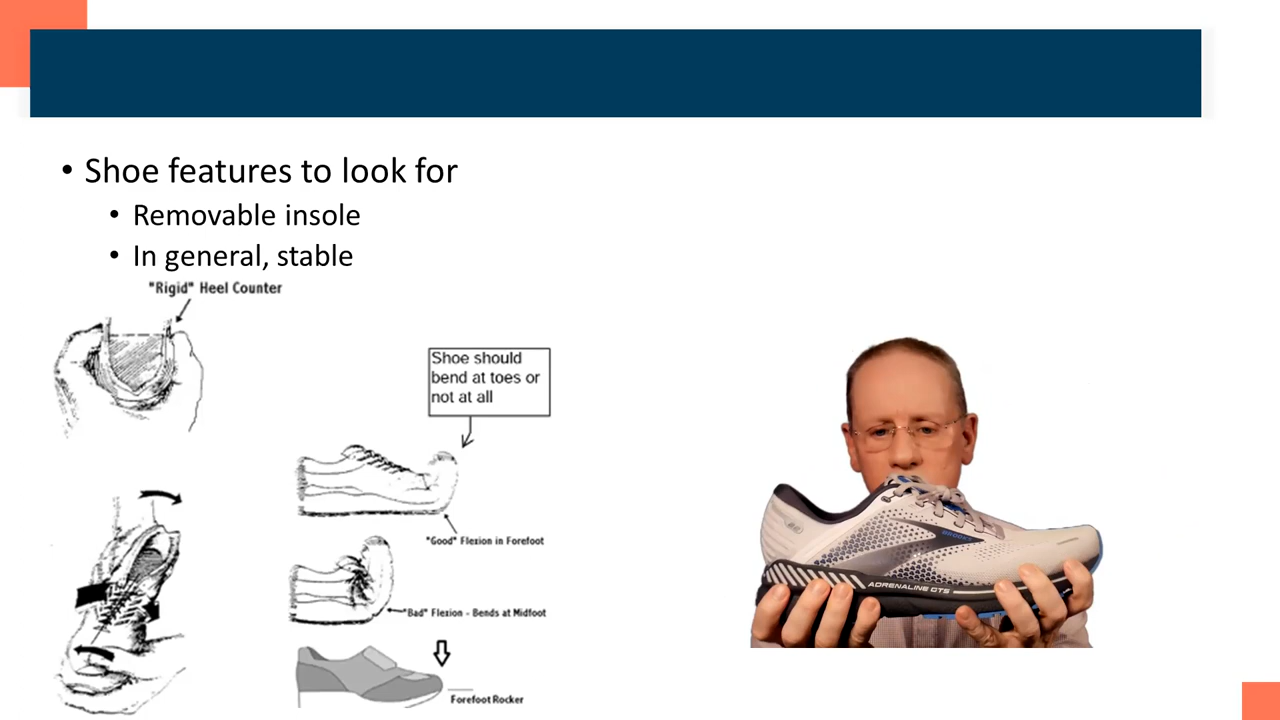 • Shoe features to look for
• Removable insole
• In general, stable
"Rigid" Heel Counter
Shoe should
bend at toes or
not at all
"Good" Flexion in Forefoot
"Bad" Flexion - Bends at Midfoot
Forefoot Rocker
BROOKS
ADRENALINE GTS